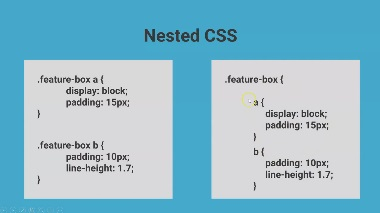 Nested CSS
.feature-box a {
display: block;
padding: 15px;
}
.feature-box b {
padding: 10px;
line-height: 1.7;
}
.feature-box {
a {
display: block;
padding: 15px;
}
b {
padding: 10px;
line-height: 1.7;
}